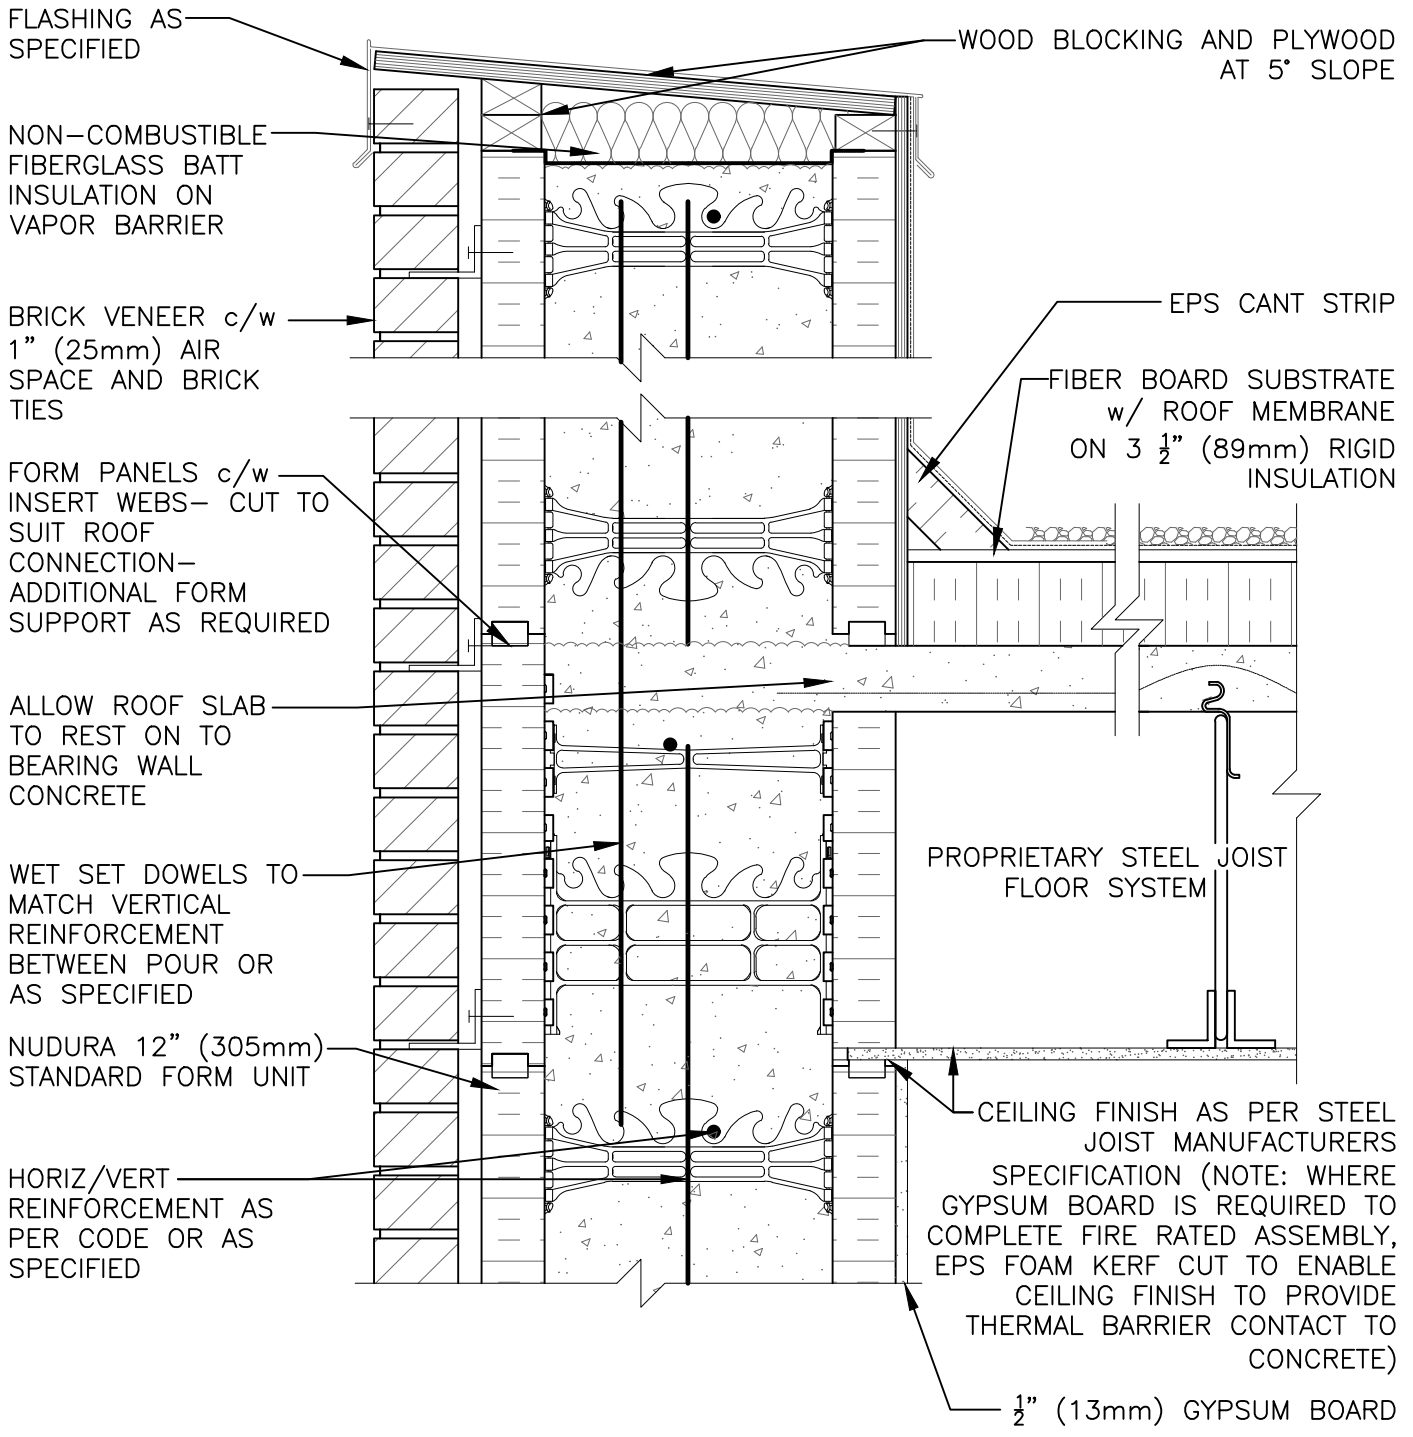 FLASHING AS
SPECIFIED
WOOD BLOCKING AND PLYWOOD
AT 5° SLOPE
NON-COMBUSTIBLE
FIBERGLASS BATT
INSULATION ON
VAPOR BARRIER
BRICK VENEER c/w
1" (25mm) AIR
SPACE AND BRICK
TIES
EPS CANT STRIP
FIBER BOARD SUBSTRATE
w/ ROOF MEMBRANE
ON 3 ½" (89mm) RIGID
INSULATION
FORM PANELS c/w
INSERT WEBS- CUT TO
SUIT ROOF
CONNECTION-
ADDITIONAL FORM
SUPPORT AS REQUIRED
ALLOW ROOF SLAB
TO REST ON TO
BEARING WALL
CONCRETE
WET SET DOWELS TO
MATCH VERTICAL
REINFORCEMENT
BETWEEN POUR OR
AS SPECIFIED
PROPRIETARY STEEL JOIST
FLOOR SYSTEM
NUDURA 12" (305mm)
STANDARD FORM UNIT
HORIZ/VERT
REINFORCEMENT AS
PER CODE OR AS
SPECIFIED
CEILING FINISH AS PER STEEL
JOIST MANUFACTURERS
SPECIFICATION (NOTE: WHERE
GYPSUM BOARD IS REQUIRED TO
COMPLETE FIRE RATED ASSEMBLY,
EPS FOAM KERF CUT TO ENABLE
CEILING FINISH TO PROVIDE
THERMAL BARRIER CONTACT TO
CONCRETE)
½" (13mm) GYPSUM BOARD